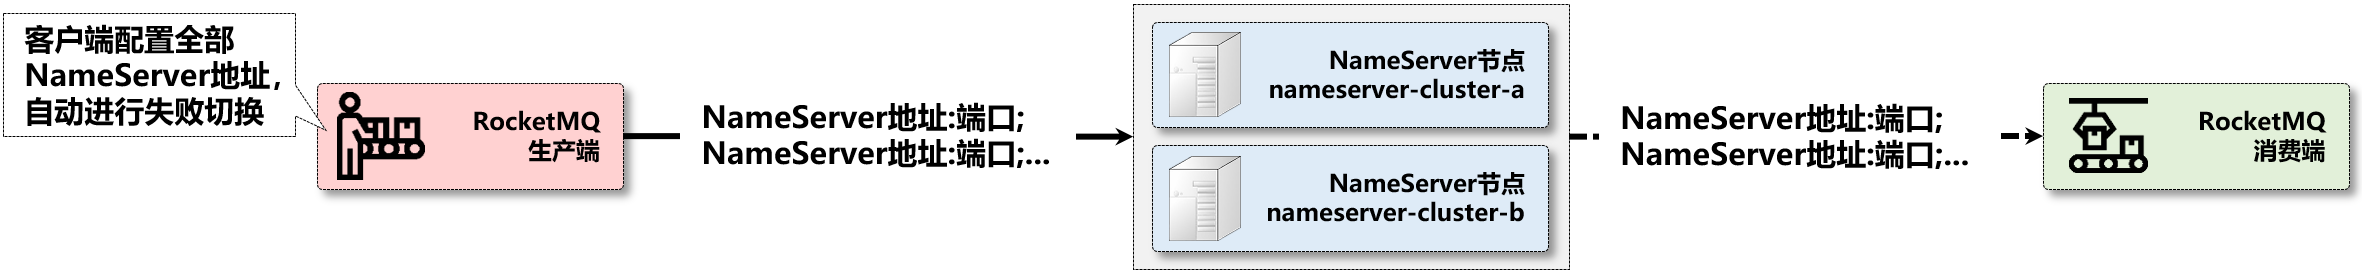 客户端配置全部
NameServer地址，
自动进行失败切换
RocketMQ
生产端
NameServer地址:端口;
NameServer地址:端口;...
NameServer节点
nameserver-cluster-a
NameServer节点
nameserver-cluster-b
NameServer地址:端口;
NameServer地址:端口;...
RocketMQ
消费端